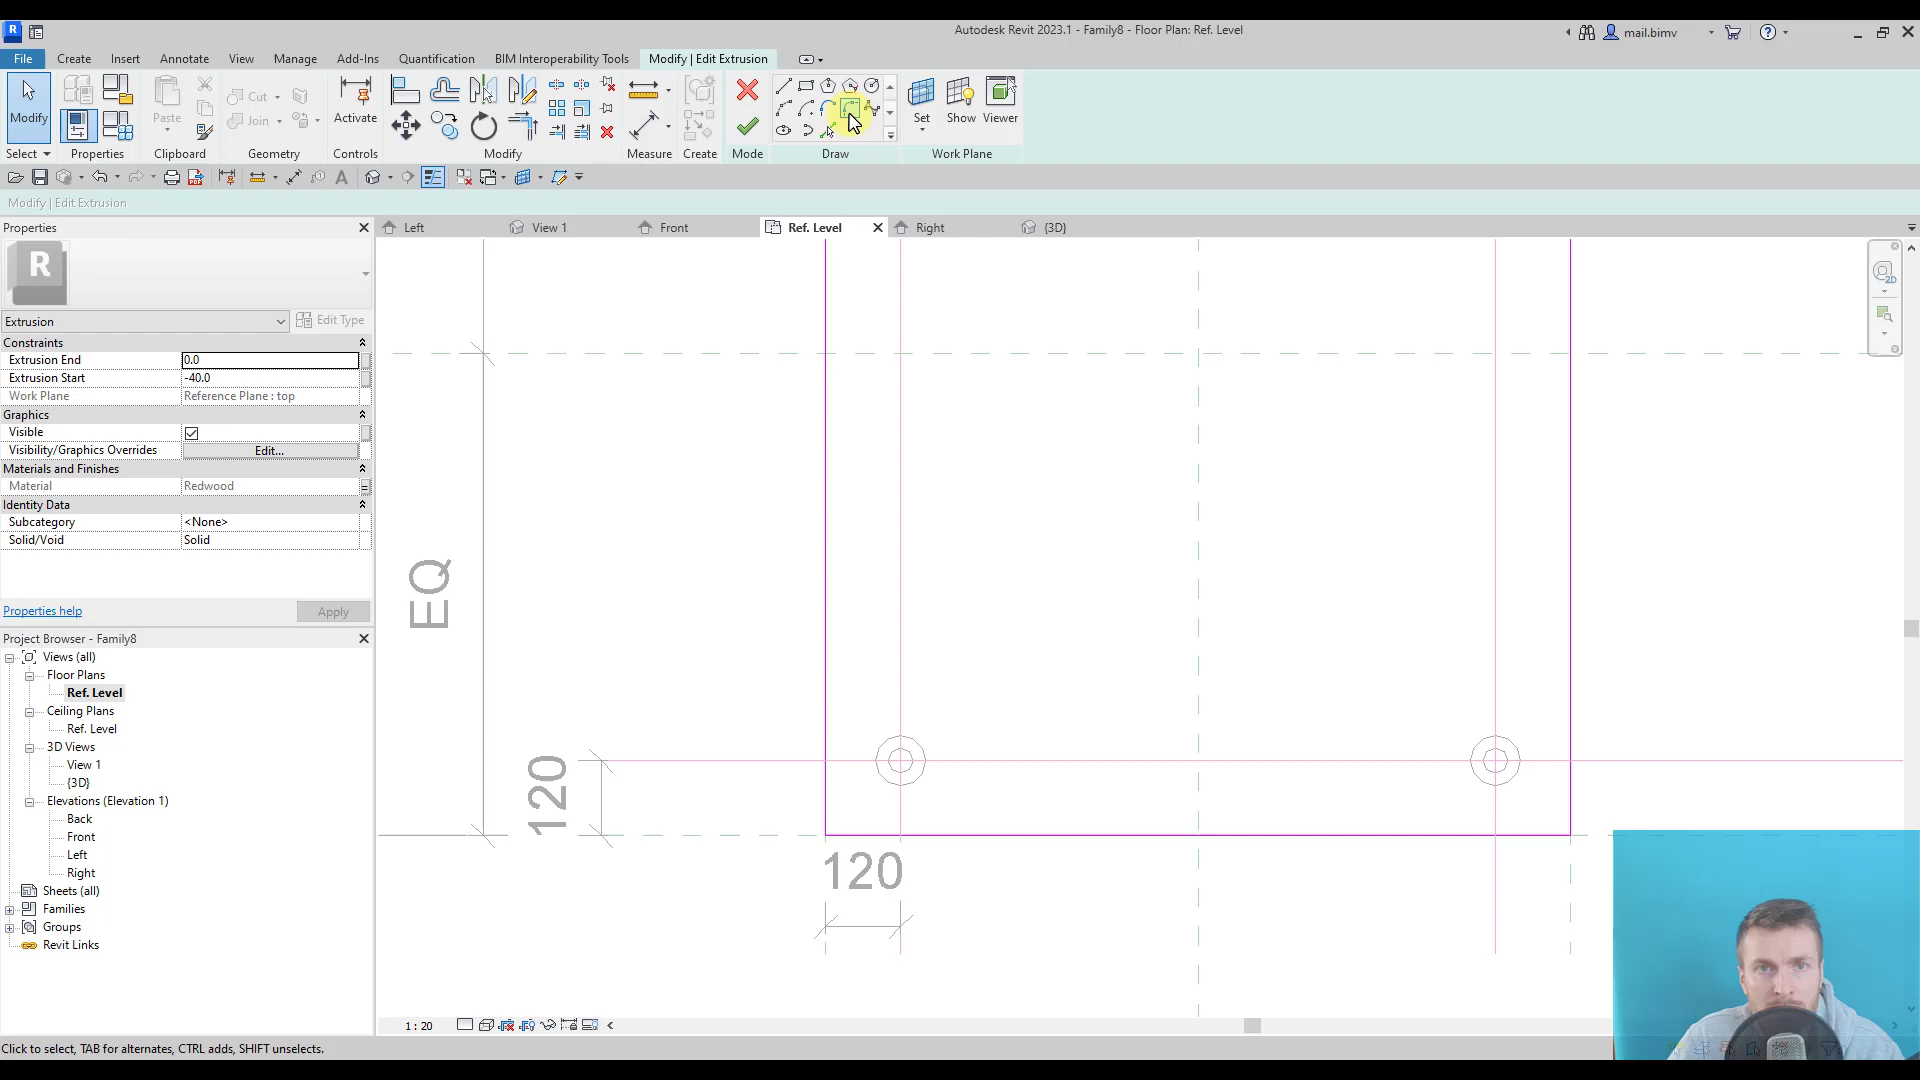 R
Autodesk Revit 2023.1 - Family8 - Floor Plan: Ref. Level
mail.bimv
File Create Insert Annotate View Manage Add-Ins Quantification BIM Interoperability Tools Modify | Edit Extrusion
Modify
Paste
Cut
Join
Activate
Set
Show
Viewer
Select
Properties
Clipboard
Geometry
Controls
Modify
Measure
Create
Mode
Draw
Work Plane
Modify | Edit Extrusion
Properties
R
Extrusion
Edit Type
Constraints
Extrusion End 0.0
Extrusion Start -40.0
Work Plane Reference Plane : top
Graphics
Visible
Visibility/Graphics Overrides Edit...
Materials and Finishes
Material Redwood
Identity Data
Subcategory <None>
Solid/Void Solid
Properties help
Apply
Project Browser - Family8
Views (all)
Floor Plans
Ref. Level
Ceiling Plans
Ref. Level
3D Views
View 1
{3D}
Elevations (Elevation 1)
Back
Front
Left
Right
Sheets (all)
Families
Groups
Revit Links
Left
View 1
Front
Ref. Level
Right
{3D}
2D
EQ
120
120
1 : 20
Click to select, TAB for alternates, CTRL adds, SHIFT unselects.